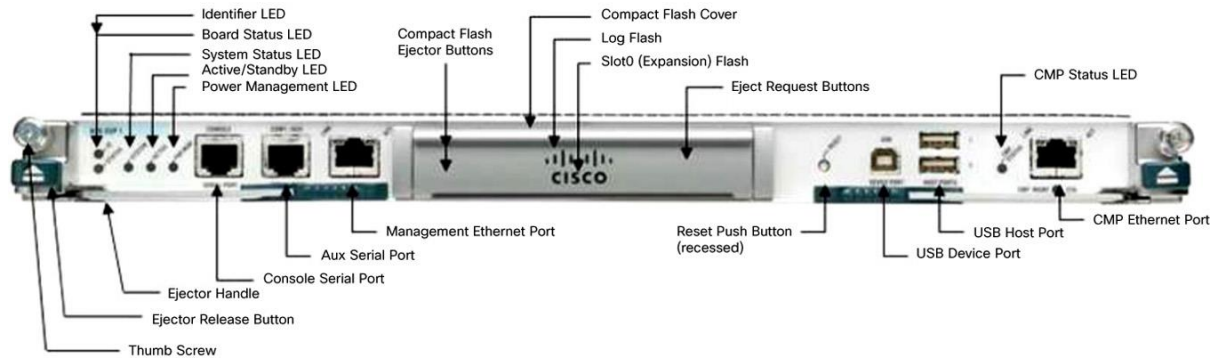 Identifier LED
Board Status LED
System Status LED
Active/Standby LED
Power Management LED
Compact Flash
Ejector Buttons
Compact Flash Cover
Log Flash
Slot0 (Expansion) Flash
Eject Request Buttons
CMP Status LED
CONSOLE
CISCO
Management Ethernet Port
Aux Serial Port
Console Serial Port
Ejector Handle
Ejector Release Button
Thumb Screw
Reset Push Button
(recessed)
USB Device Port
USB Host Port
CMP Ethernet Port